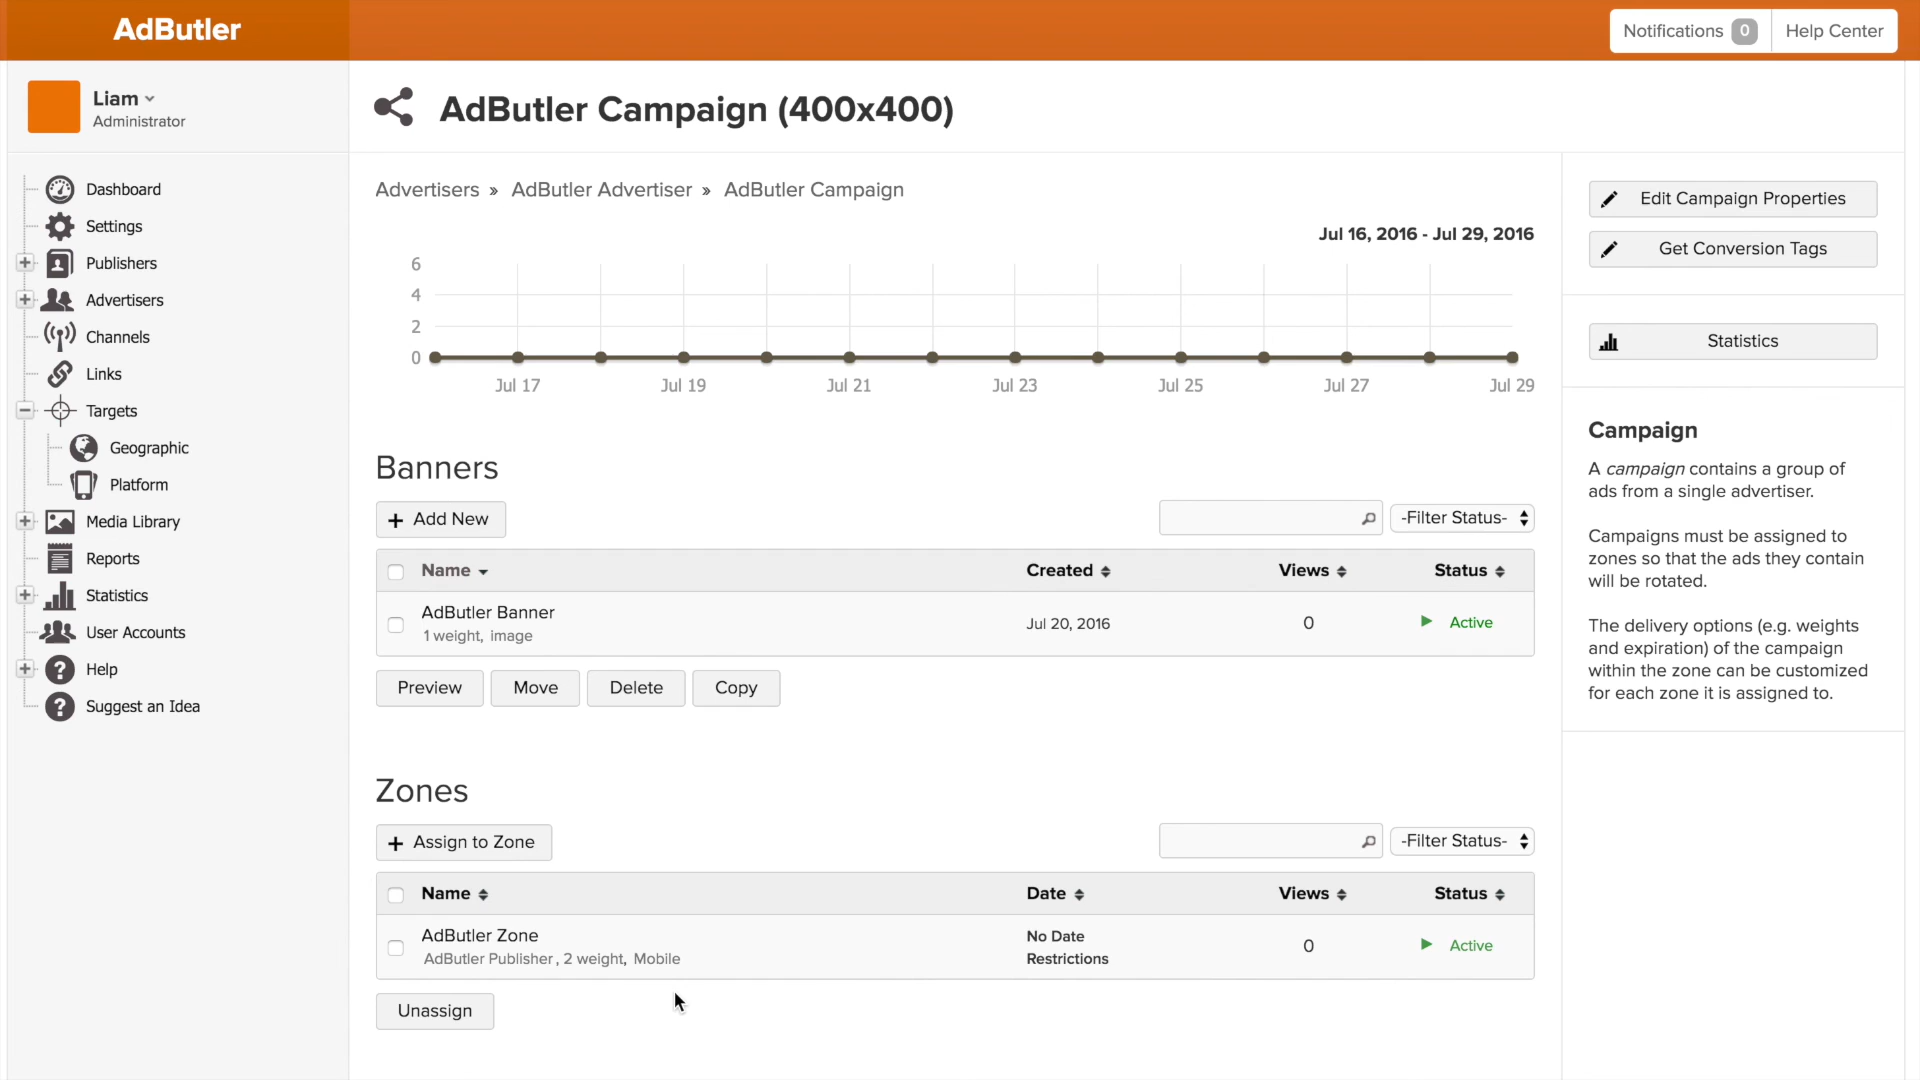 AdButler
Notifications 0
Help Center
Liam
Administrator
AdButler Campaign (400x400)
Dashboard
Settings
Publishers
Advertisers
Channels
Links
Targets
Geographic
Platform
Media Library
Reports
Statistics
User Accounts
Help
Suggest an Idea
Advertisers » AdButler Advertiser » AdButler Campaign
Jul 16, 2016 - Jul 29, 2016
6
4
2
0
Jul 17 Jul 19 Jul 21 Jul 23 Jul 25 Jul 27 Jul 29
Banners
+ Add New
-Filter Status-
Name Created Views Status
AdButler Banner
1 weight, image
Jul 20, 2016 0 Active
Preview Move Delete Copy
Zones
+ Assign to Zone
-Filter Status-
Name Date Views Status
AdButler Zone
AdButler Publisher, 2 weight, Mobile
No Date
Restrictions
0 Active
Unassign
Edit Campaign Properties
Get Conversion Tags
Statistics
Campaign
A campaign contains a group of
ads from a single advertiser.
Campaigns must be assigned to
zones so that the ads they contain
will be rotated.
The delivery options (e.g. weights
and expiration) of the campaign
within the zone can be customized
for each zone it is assigned to.